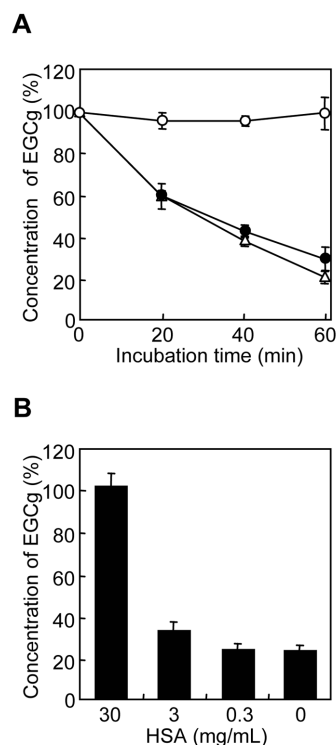 A
Concentration of EGCg (%)
120
100
80
60
40
20
0
0 20 40 60
Incubation time (min)
B
Concentration of EGCg (%)
120
100
80
60
40
20
0
30 3 0.3 0
HSA (mg/mL)